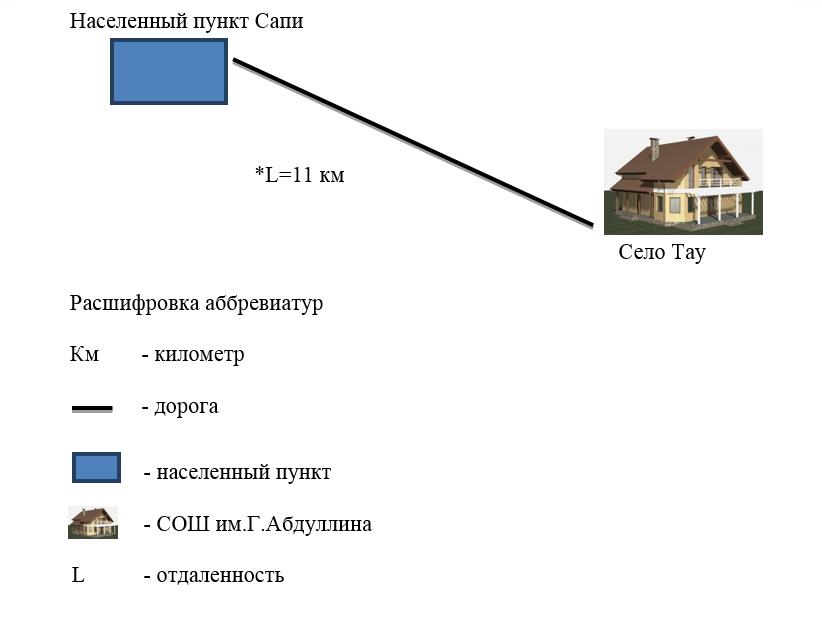 Населенный пункт Сапи
*L=11 км
Село Тау
Расшифровка аббревиатур
Км - километр
- дорога
- населенный пункт
- СОШ им.Г.Абдуллина
L - отдаленность